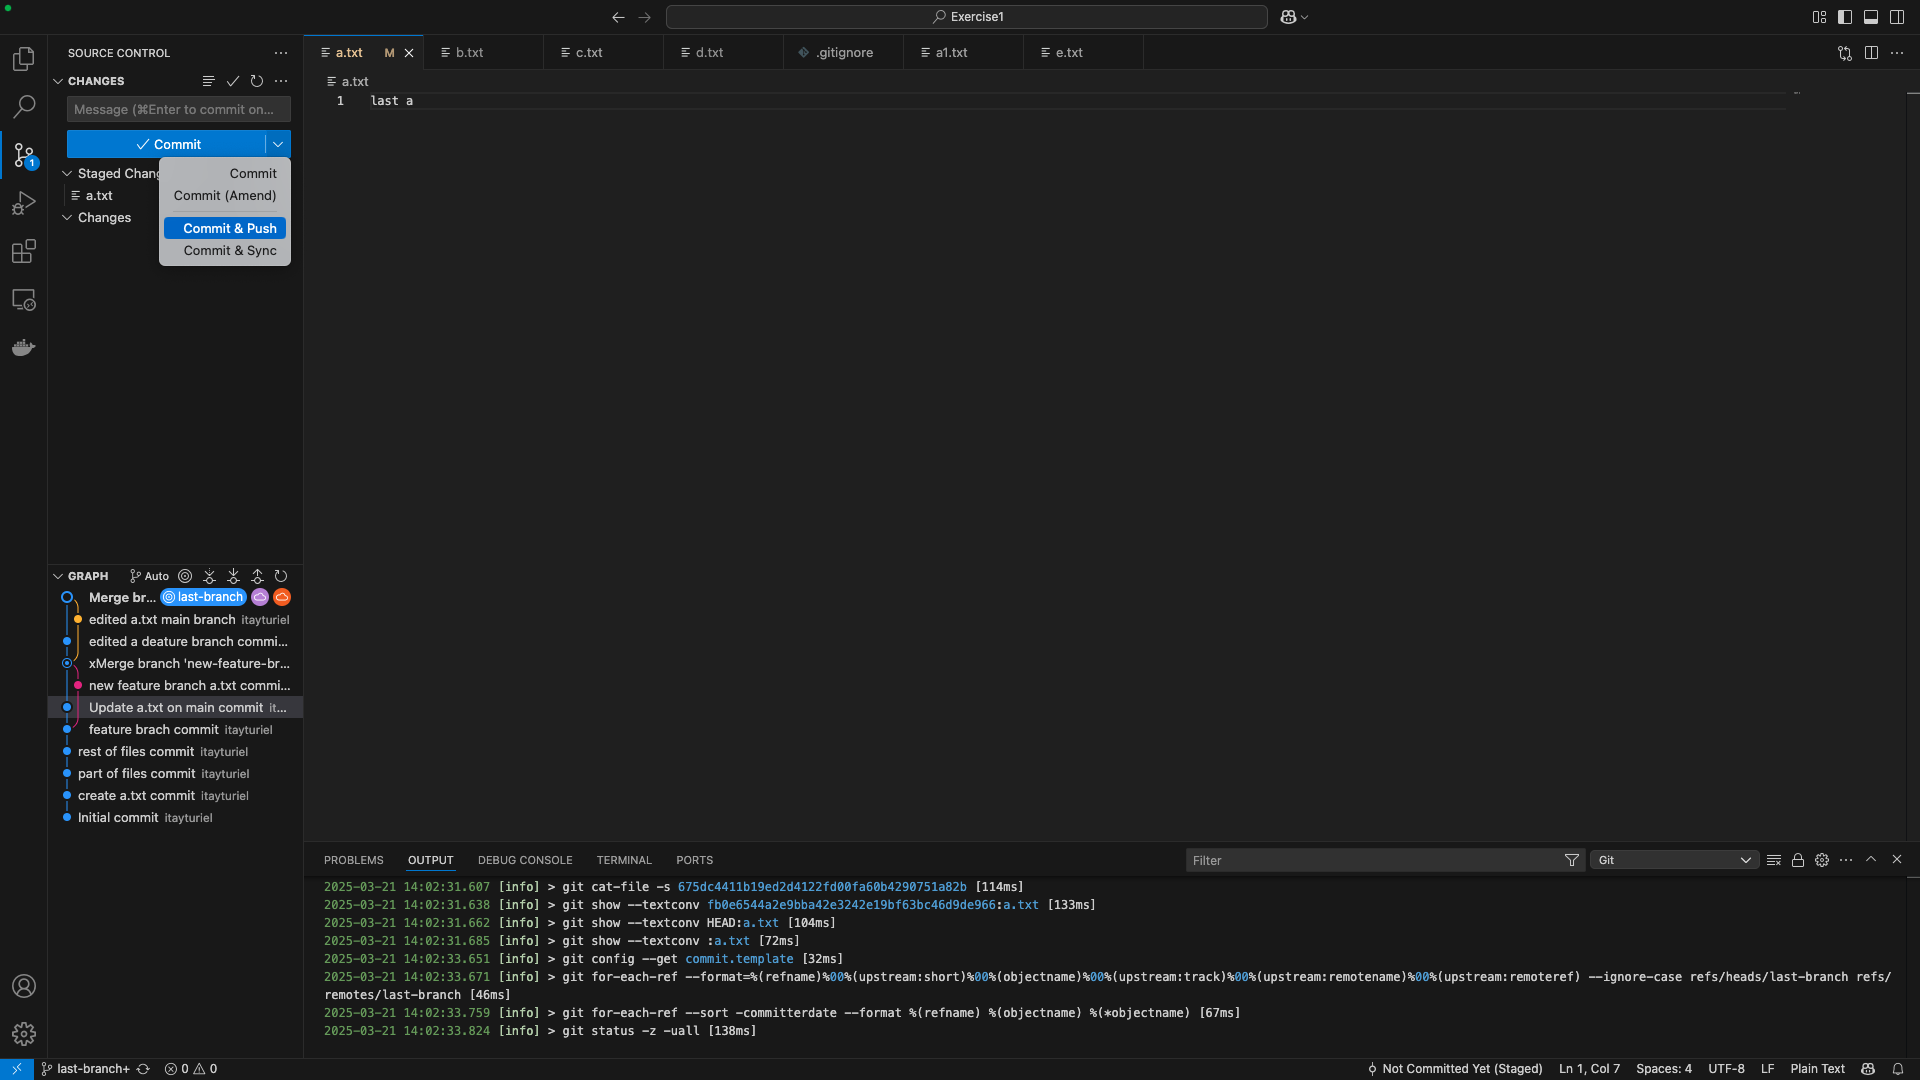 Exercise1
SOURCE CONTROL
CHANGES
Message (⌘Enter to commit on...
Commit
Staged Chang
a.txt
Changes
Commit
Commit (Amend)
Commit & Push
Commit & Sync
1
GRAPH
Auto
Merge br... last-branch
edited a.txt main branch itayturiel
edited a deature branch commi...
xMerge branch 'new-feature-br...
new feature branch a.txt commi...
Update a.txt on main commit it...
feature brach commit itayturiel
rest of files commit itayturiel
part of files commit itayturiel
create a.txt commit itayturiel
Initial commit itayturiel
a.txt M b.txt c.txt d.txt .gitignore a1.txt e.txt
a.txt
1 last a
PROBLEMS OUTPUT DEBUG CONSOLE TERMINAL PORTS
Filter
Git
2025-03-21 14:02:31.607 [info] > git cat-file -s 675dc4411b19ed2d4122fd00fa60b4290751a82b [114ms]
2025-03-21 14:02:31.638 [info] > git show --textconv fb0e6544a2e9bba42e3242e19bf63bc46d9de966:a.txt [133ms]
2025-03-21 14:02:31.662 [info] > git show --textconv HEAD:a.txt [104ms]
2025-03-21 14:02:31.685 [info] > git show --textconv :a.txt [72ms]
2025-03-21 14:02:33.651 [info] > git config --get commit.template [32ms]
2025-03-21 14:02:33.671 [info] > git for-each-ref --format=%(refname)%00%(upstream:short)%00%(objectname)%00%(upstream:track)%00%(upstream:remotename)%00%(upstream:remoteref) --ignore-case refs/heads/last-branch refs/
remotes/last-branch [46ms]
2025-03-21 14:02:33.759 [info] > git for-each-ref --sort -committerdate --format %(refname) %(objectname) %(*objectname) [67ms]
2025-03-21 14:02:33.824 [info] > git status -z -uall [138ms]
last-branch+ 0 0
Not Committed Yet (Staged) Ln 1, Col 7 Spaces: 4 UTF-8 LF Plain Text